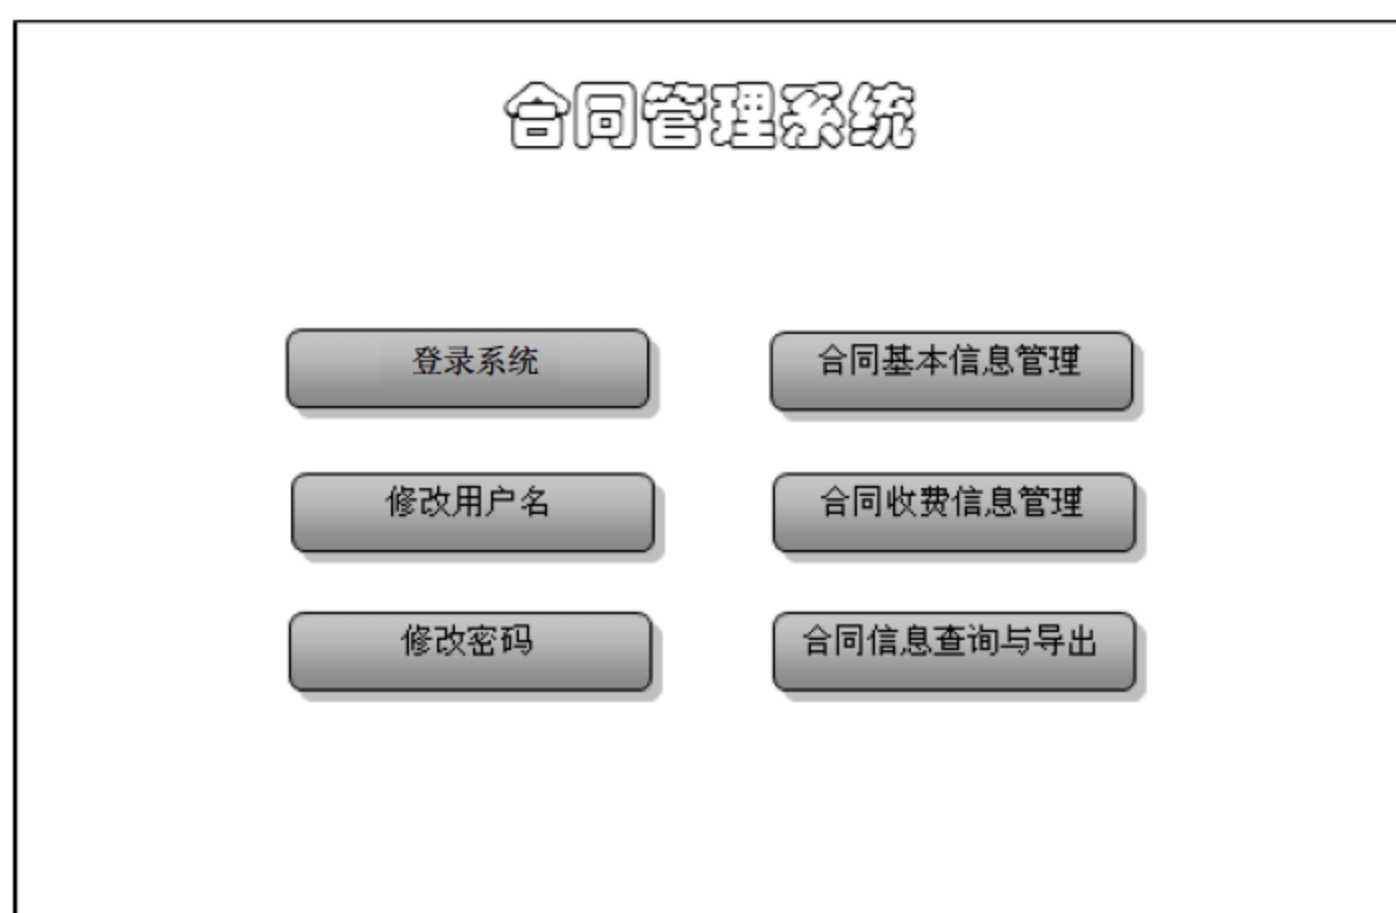 合同管理系统
登录系统
合同基本信息管理
修改用户名
合同收费信息管理
修改密码
合同信息查询与导出